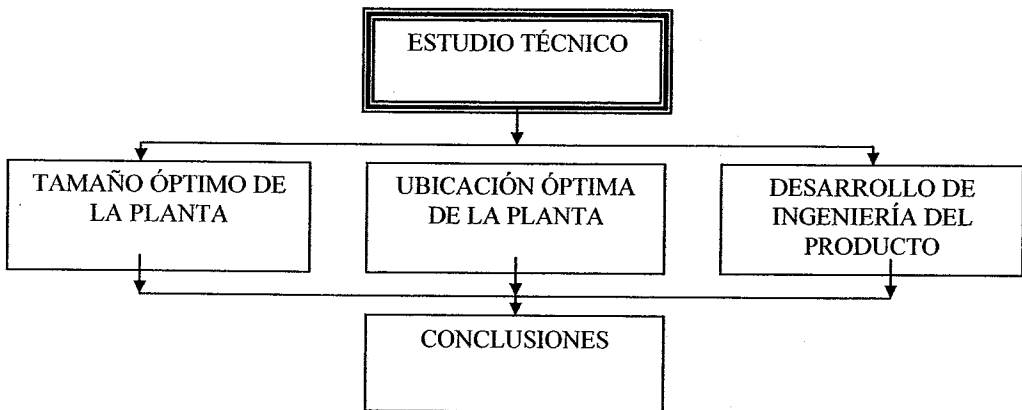 ESTUDIO TÉCNICO
TAMAÑO ÓPTIMO DE
LA PLANTA
UBICACIÓN ÓPTIMA
DE LA PLANTA
DESARROLLO DE
INGENIERÍA DEL
PRODUCTO
CONCLUSIONES